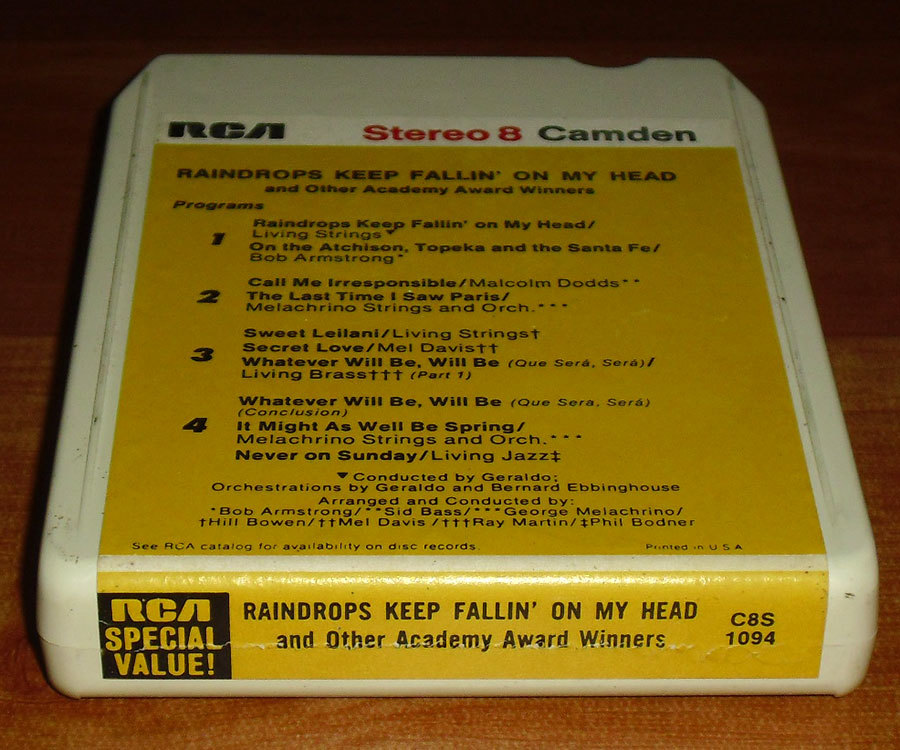 RCA Stereo 8 Camden
RAINDROPS KEEP FALLIN' ON MY HEAD
and Other Academy Award Winners
Programs
1 Raindrops Keep Fallin' on My Head/
Living Strings▼
On the Atchison, Topeka and the Santa Fe/
Bob Armstrong*
2 Call Me Irresponsible/Malcolm Dodds**
The Last Time I Saw Paris/
Melachrino Strings and Orch.***
3 Sweet Leilani/Living Strings†
Secret Love/Mel Davis††
Whatever Will Be, Will Be (Que Será, Será)/
Living Brass††† (Part 1)
4 Whatever Will Be, Will Be (Que Sera, Será)
(Conclusion)
It Might As Well Be Spring/
Melachrino Strings and Orch.***
Never on Sunday/Living Jazz‡
▼Conducted by Geraldo;
Orchestrations by Geraldo and Bernard Ebbinghouse
Arranged and Conducted by:
*Bob Armstrong/**Sid Bass/***George Melachrino/
†Hill Bowen/††Mel Davis/†††Ray Martin/‡Phil Bodner
See RCA catalog for availability on disc records.
Printed in U S A
RCA
SPECIAL
VALUE!
RAINDROPS KEEP FALLIN' ON MY HEAD
and Other Academy Award Winners
C8S
1094